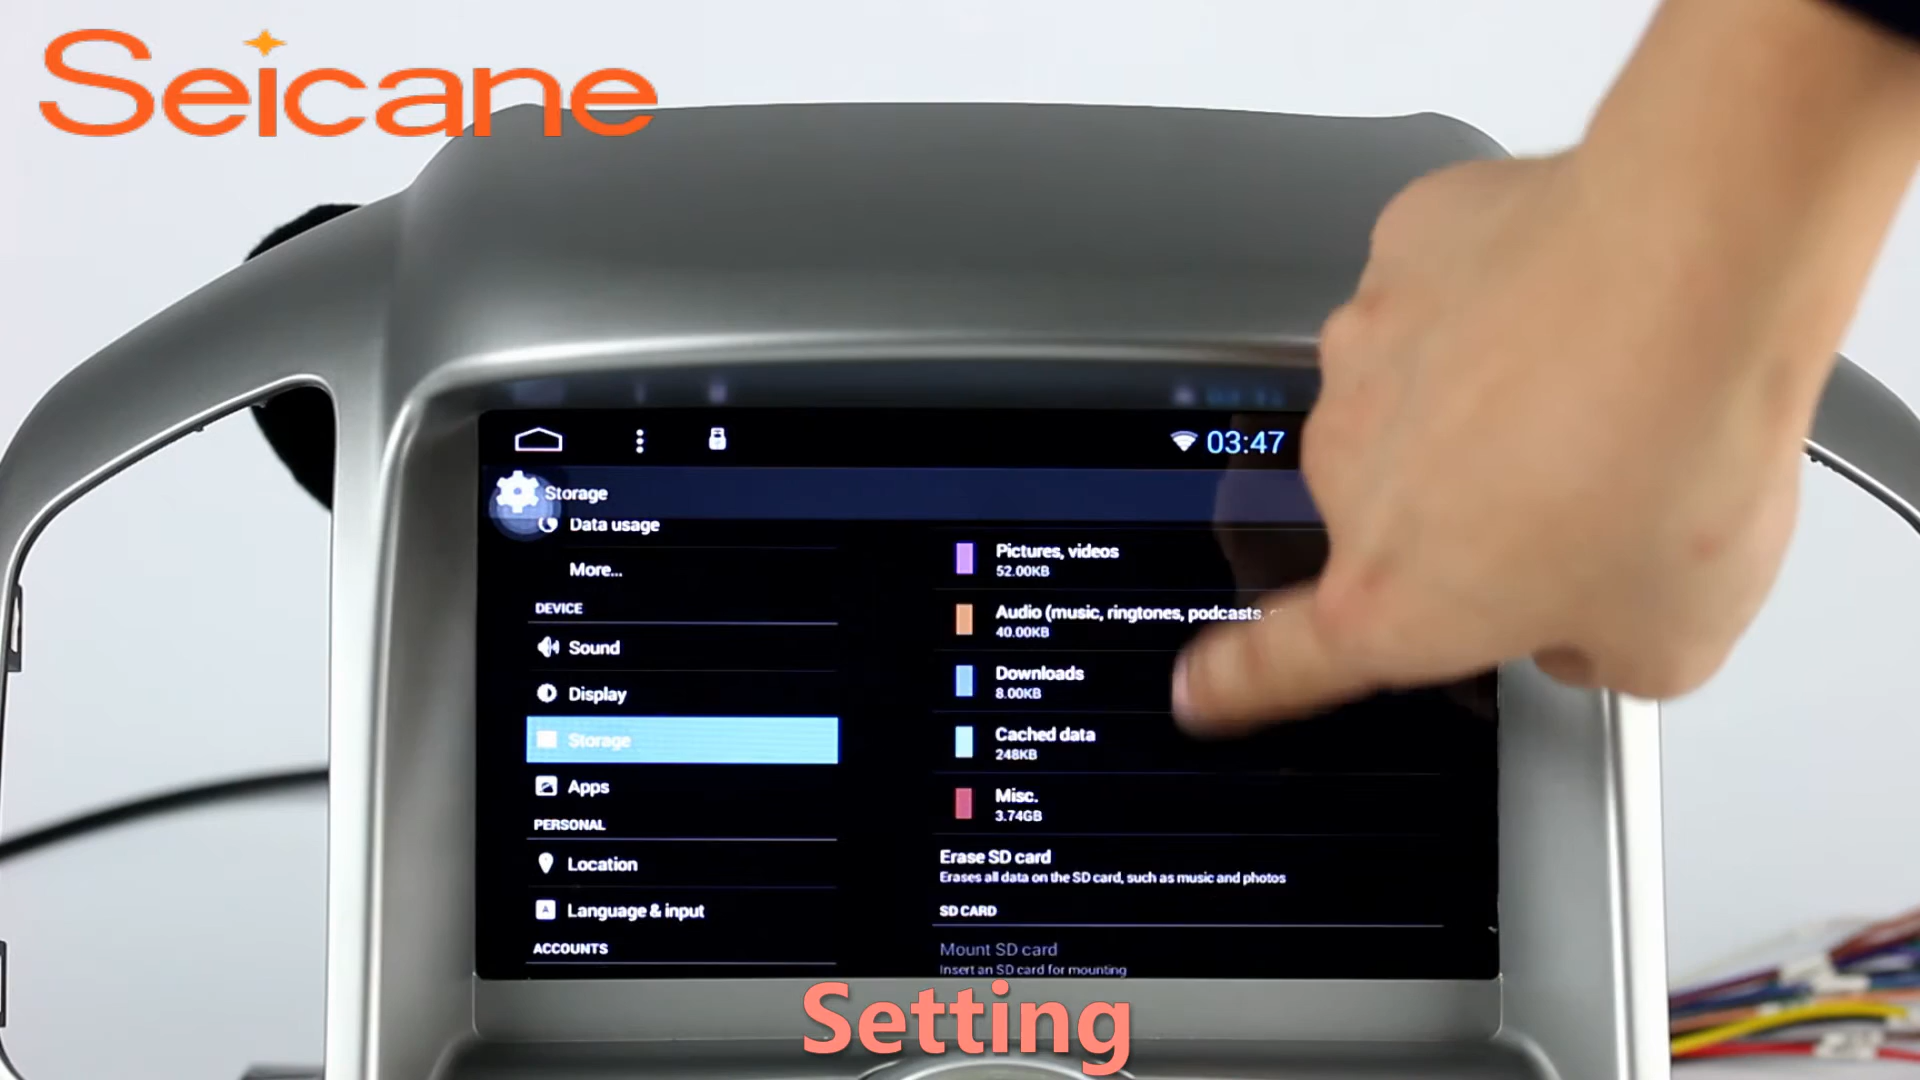 Seicane
03:47
Storage
Data usage
More...
DEVICE
Sound
Display
Storage
Apps
PERSONAL
Location
Language & input
ACCOUNTS
Pictures, videos
52.00KB
Audio (music, ringtones, podcasts,
40.00KB
Downloads
8.00KB
Cached data
248KB
Misc.
3.74GB
Erase SD card
Erases all data on the SD card, such as music and photos
SD CARD
Mount SD card
Insert an SD card for mounting
Setting